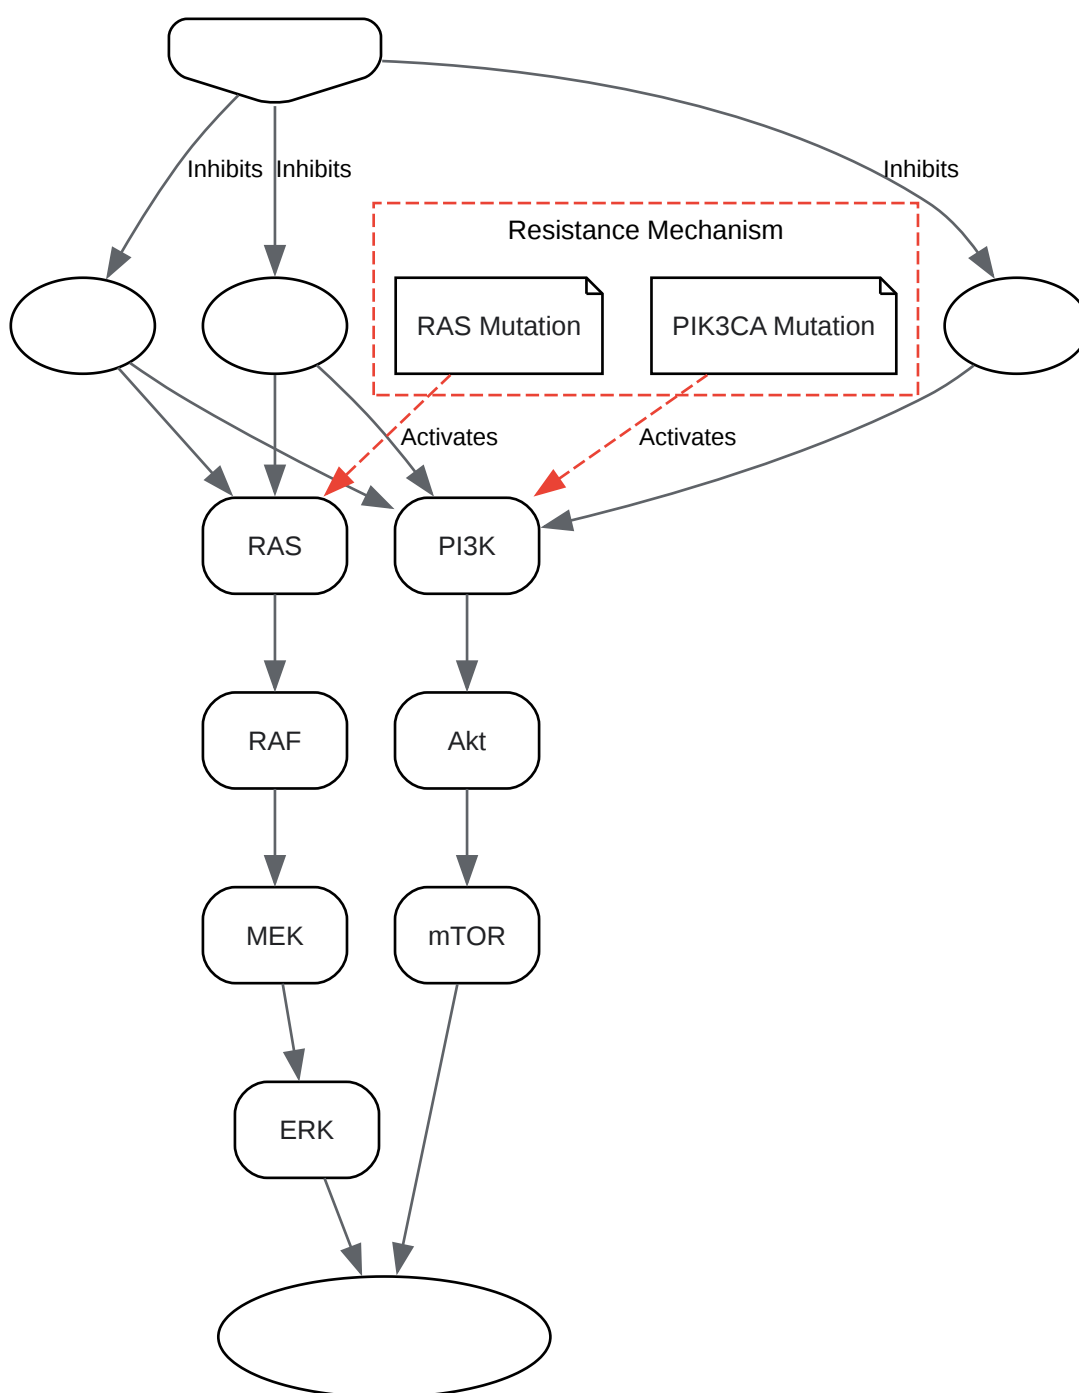 Inhibits
Inhibits
Inhibits
Resistance Mechanism
RAS Mutation
PIK3CA Mutation
Activates
Activates
RAS
PI3K
RAF
Akt
MEK
mTOR
ERK